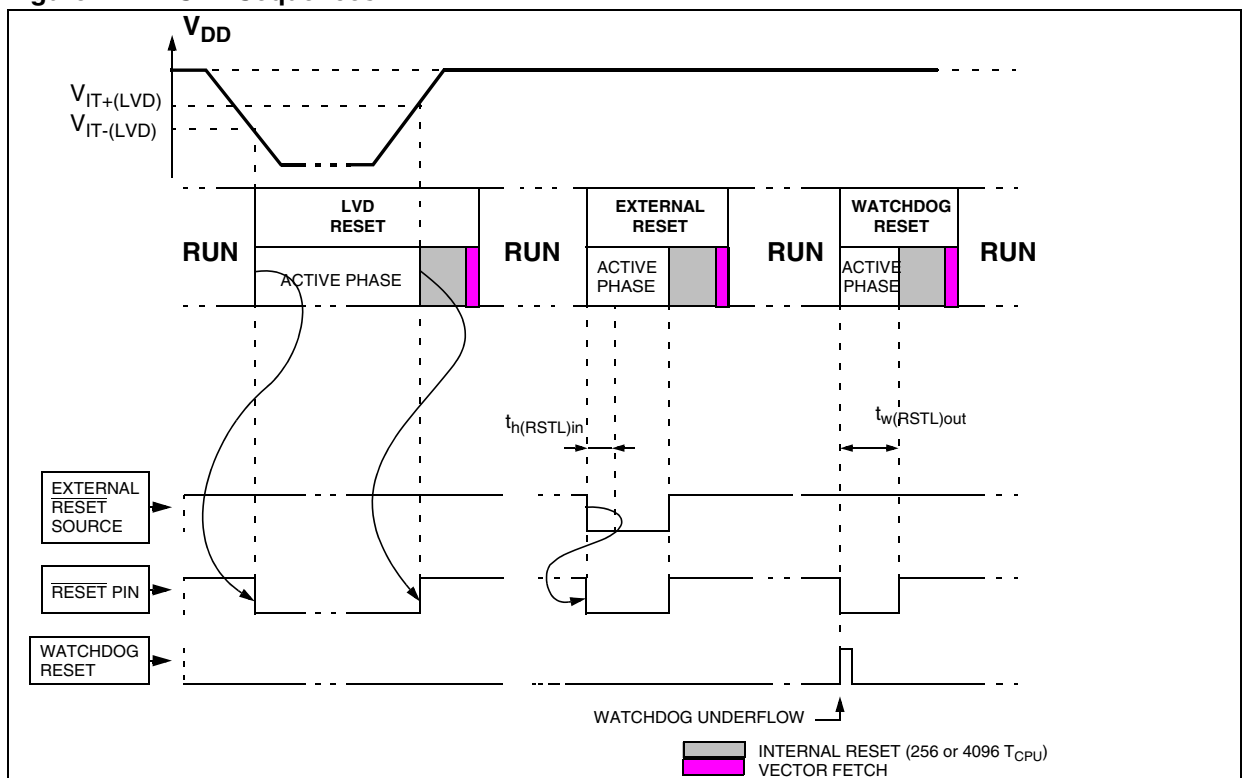 V_DD
V_IT+(LVD)
V_IT-(LVD)
LVD
RESET
EXTERNAL
RESET
WATCHDOG
RESET
RUN
ACTIVE PHASE
RUN
ACTIVE
PHASE
RUN
ACTIVE
PHASE
RUN
t_h(RSTL)in
t_w(RSTL)out
EXTERNAL
RESET
SOURCE
RESET PIN
WATCHDOG
RESET
WATCHDOG UNDERFLOW
INTERNAL RESET (256 or 4096 T_CPU)
VECTOR FETCH